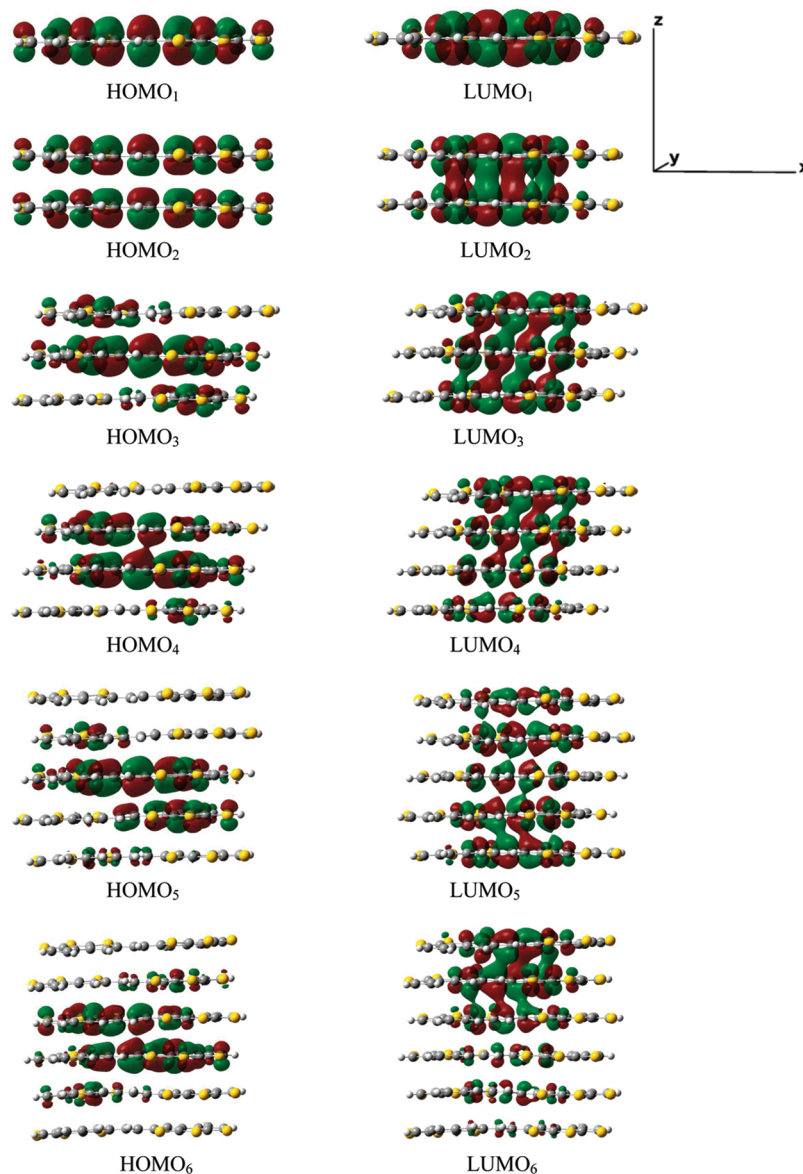 z
y
x
HOMO₁ LUMO₁
HOMO₂ LUMO₂
HOMO₃ LUMO₃
HOMO₄ LUMO₄
HOMO₅ LUMO₅
HOMO₆ LUMO₆